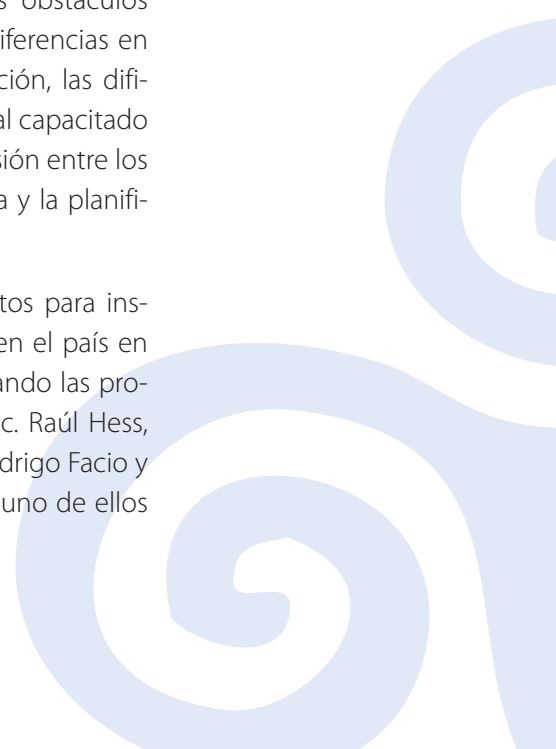 s obstáculos
iferencias en
ción, las difi-
al capacitado
sión entre los
a y la planifi-
tos para ins-
en el país en
ando las pro-
c. Raúl Hess,
drigo Facio y
uno de ellos